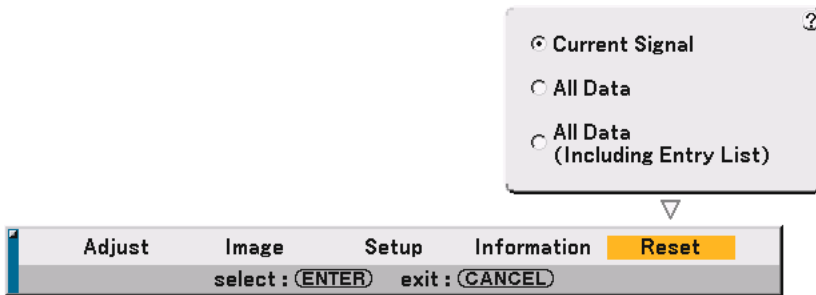 ?
Current Signal
All Data
All Data
(Including Entry List)
Adjust Image Setup Information Reset
select : ENTER exit : CANCEL